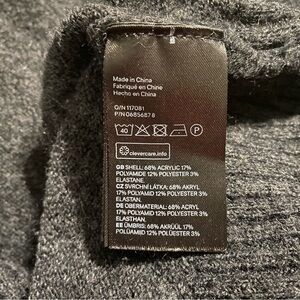 Made in China
Fabriqué en Chine
Hecho en China
O/N 117081
P/N 0685687 8
40
P
clevercare.info
GB SHELL: 68% ACRYLIC 17%
POLYAMIDE 12% POLYESTER 3%
ELASTANE.
CZ SVRCHNÍ LÁTKA: 68% AKRYL
17% POLYAMID 12% POLYESTER 3%
ELASTHAN.
DE OBERMATERIAL: 68% ACRYL
17% POLYAMID 12% POLYESTER 3%
ELASTHAN.
EE ÜMBRIS: 68% AKRÜÜL 17%
POLÜAMIID 12% POLÜESTER 3%